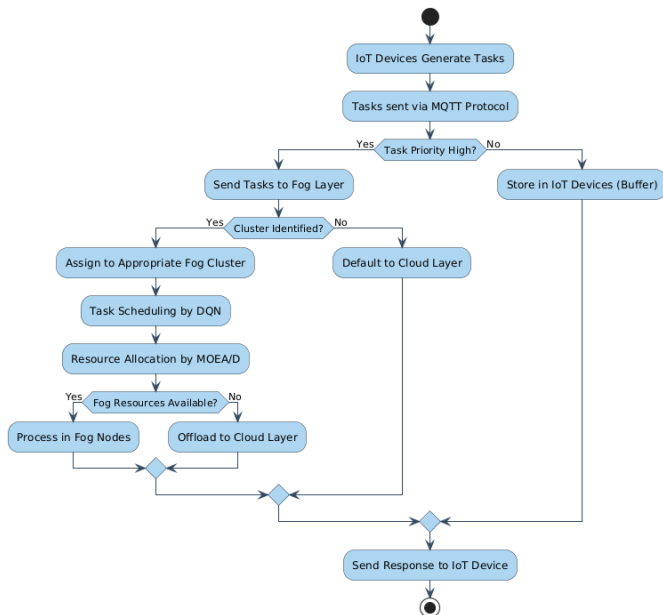 IoT Devices Generate Tasks
Tasks sent via MQTT Protocol
Yes
Task Priority High?
No
Send Tasks to Fog Layer
Store in IoT Devices (Buffer)
Yes
Cluster Identified?
No
Assign to Appropriate Fog Cluster
Default to Cloud Layer
Task Scheduling by DQN
Resource Allocation by MOEA/D
Yes
Fog Resources Available?
No
Process in Fog Nodes
Offload to Cloud Layer
Send Response to IoT Device